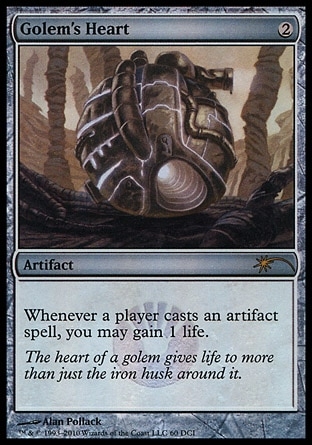 Golem's Heart 2
Artifact
Whenever a player casts an artifact
spell, you may gain 1 life.
The heart of a golem gives life to more
than just the iron husk around it.
Alan Pollack
™ & © 1993–2010 Wizards of the Coast LLC 60 DCI